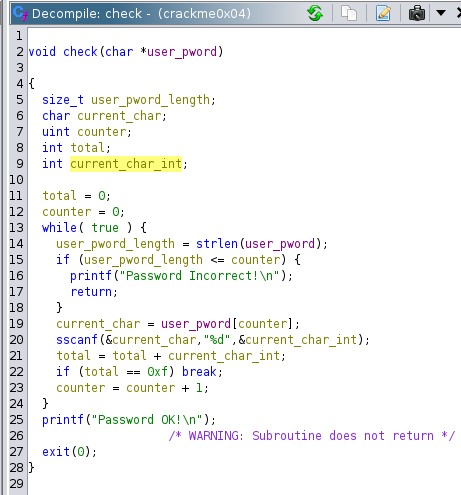 Decompile: check - (crackme0x04)
1
2 void check(char *user_pword)
3
4 {
5 size_t user_pword_length;
6 char current_char;
7 uint counter;
8 int total;
9 int current_char_int;
10
11 total = 0;
12 counter = 0;
13 while( true ) {
14 user_pword_length = strlen(user_pword);
15 if (user_pword_length <= counter) {
16 printf("Password Incorrect!\n");
17 return;
18 }
19 current_char = user_pword[counter];
20 sscanf(&current_char,"%d",&current_char_int);
21 total = total + current_char_int;
22 if (total == 0xf) break;
23 counter = counter + 1;
24 }
25 printf("Password OK!\n");
26 /* WARNING: Subroutine does not return */
27 exit(0);
28 }
29